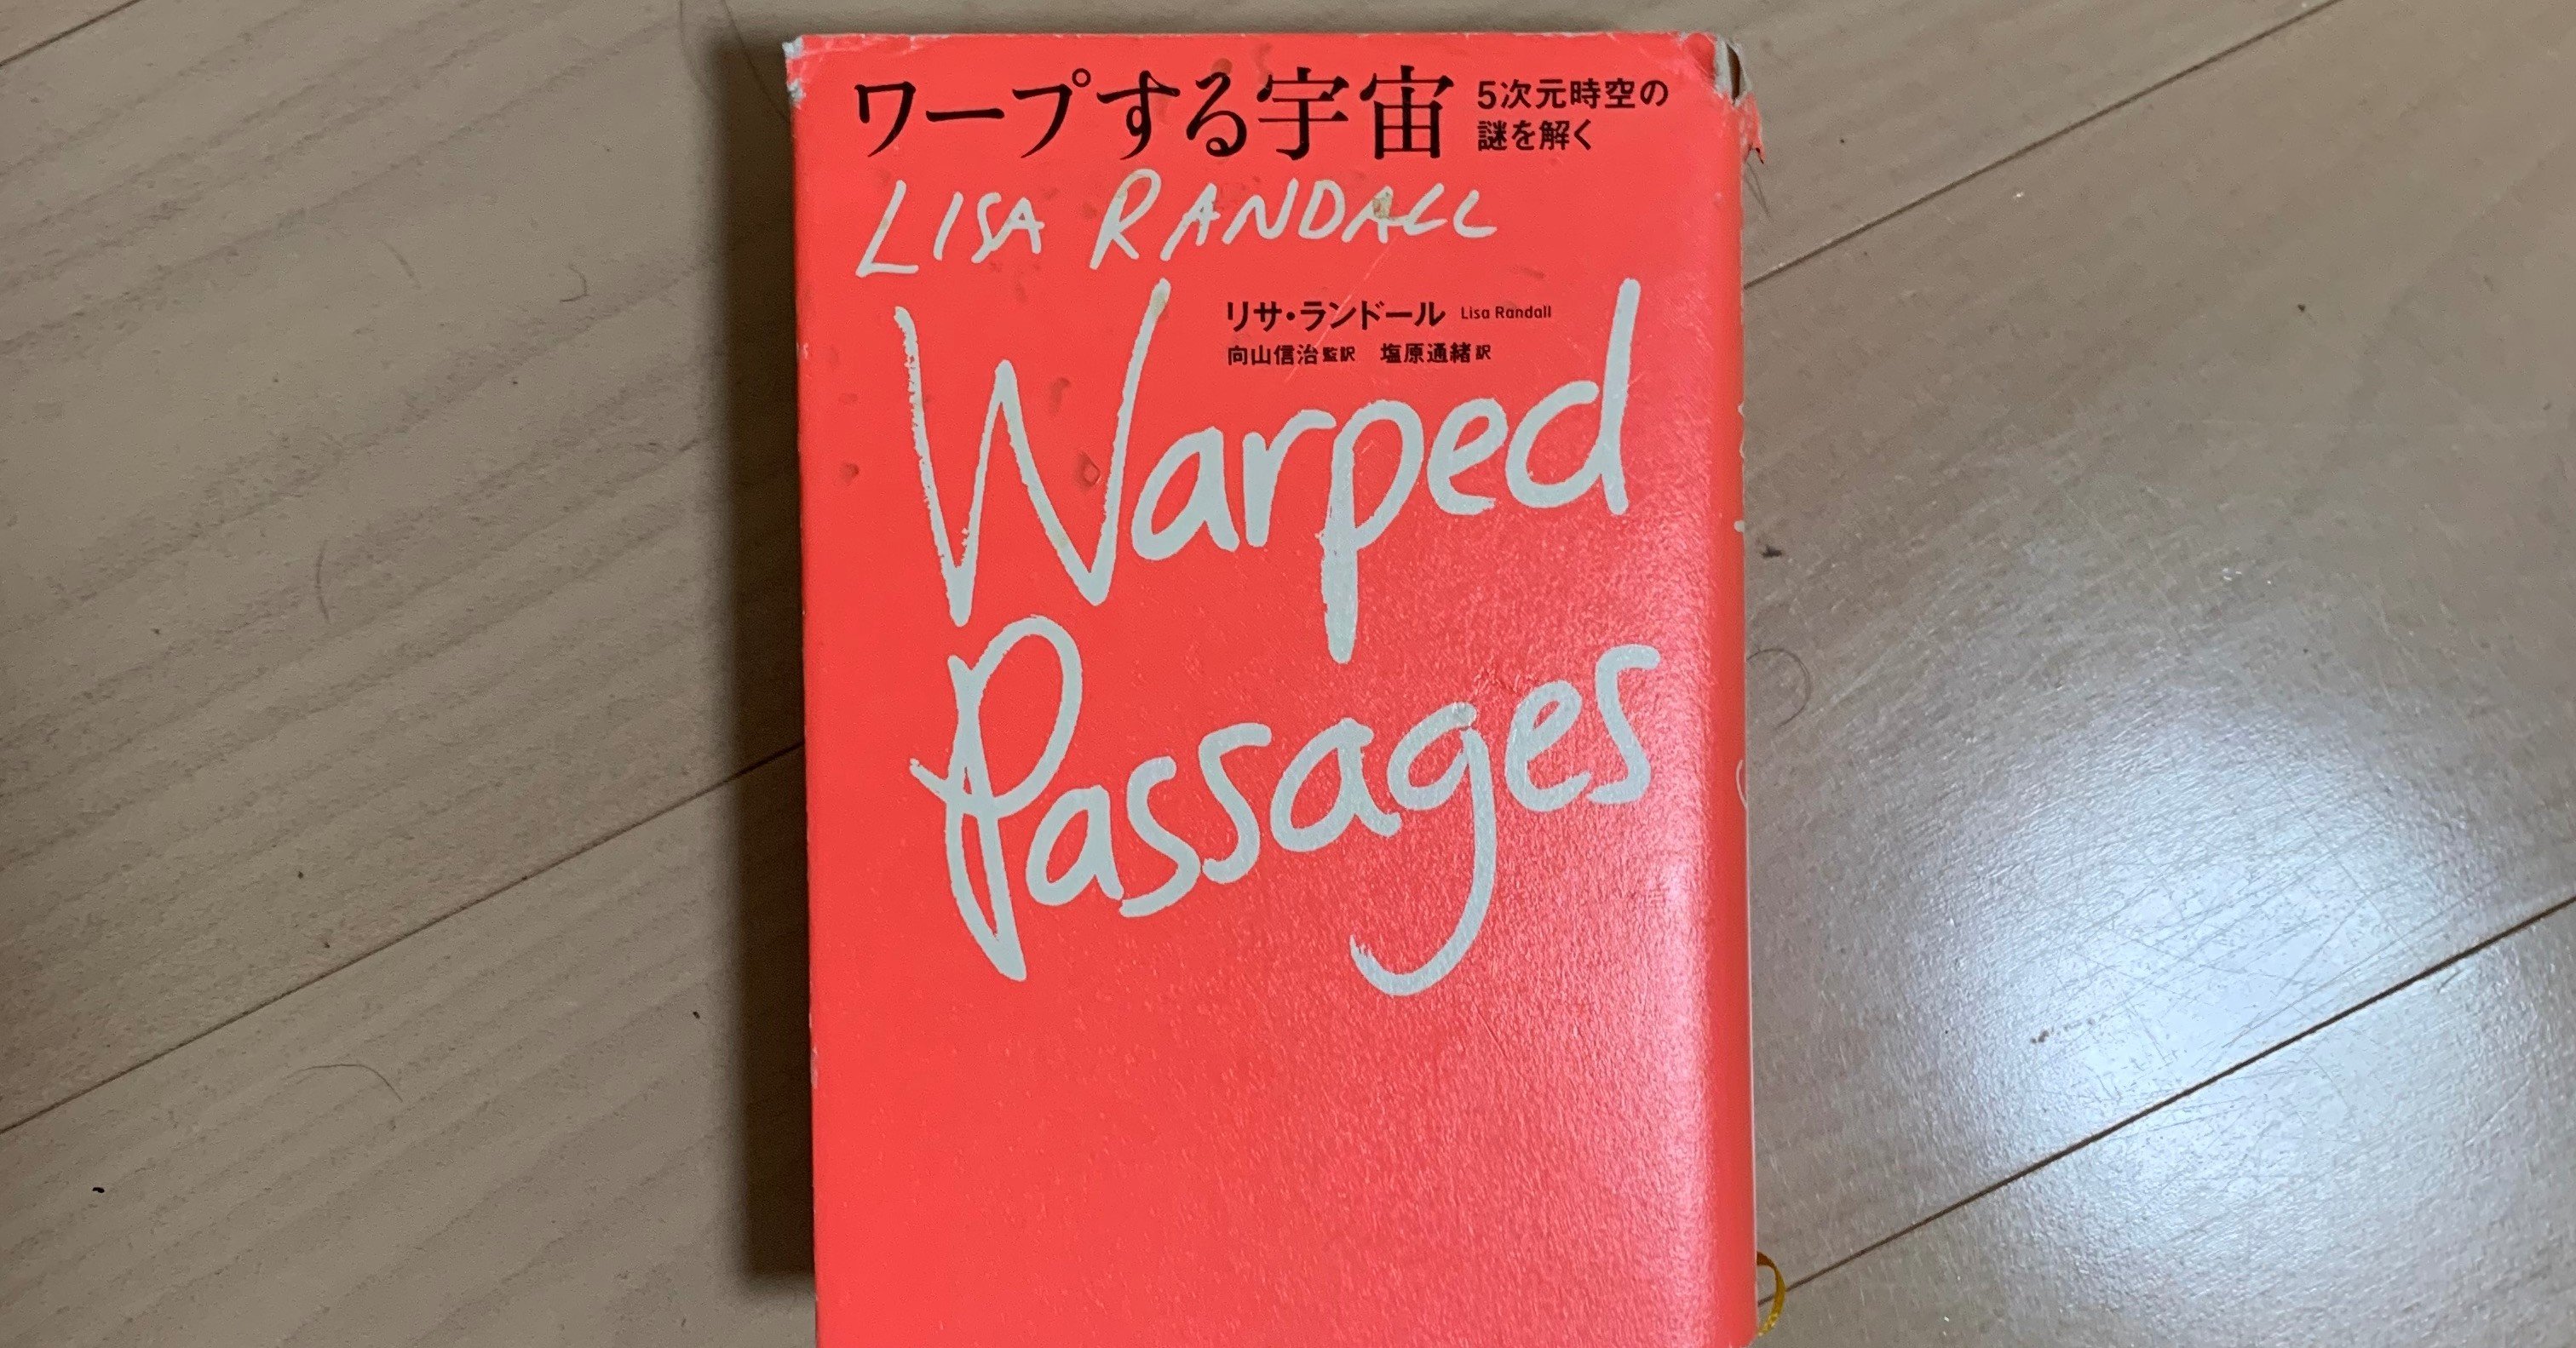 ワープする宇宙
5次元時空の
謎を解く
LISA RANDALL
リサ・ランドール Lisa Randall
向山信治監訳 塩原通緒訳
Warped
Passages